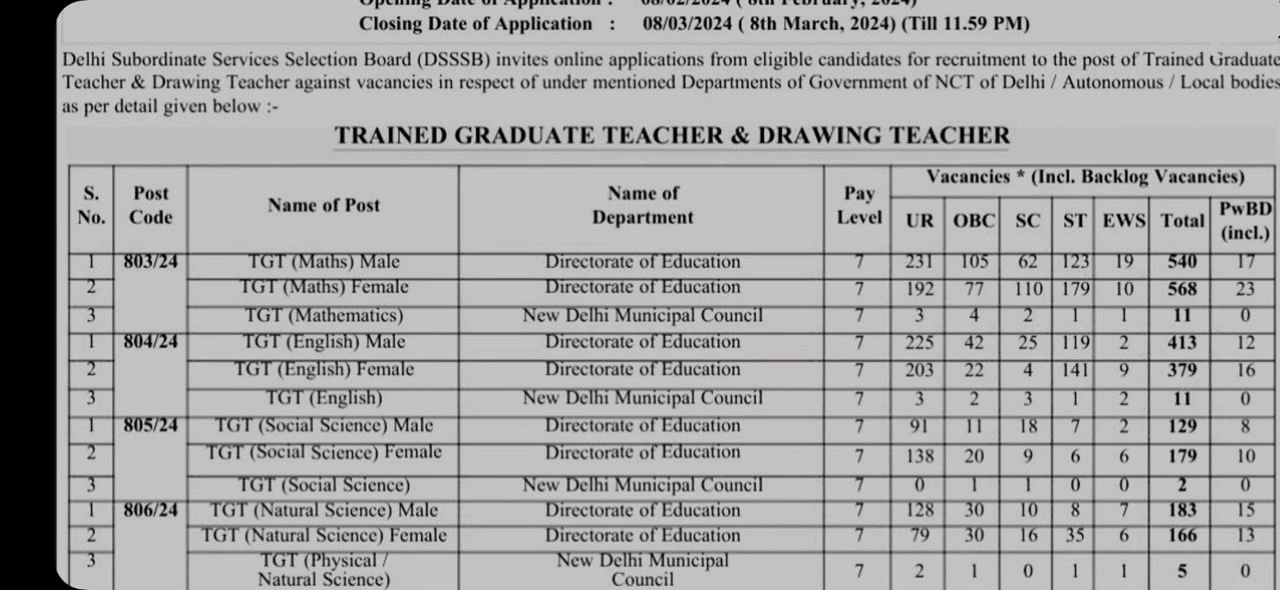 Opening Date of Application : 08/02/2024 ( 8th February, 2024)
Closing Date of Application : 08/03/2024 ( 8th March, 2024) (Till 11.59 PM)
Delhi Subordinate Services Selection Board (DSSSB) invites online applications from eligible candidates for recruitment to the post of Trained Graduate
Teacher & Drawing Teacher against vacancies in respect of under mentioned Departments of Government of NCT of Delhi / Autonomous / Local bodies
as per detail given below :-
TRAINED GRADUATE TEACHER & DRAWING TEACHER
S. No. Post Code Name of Post Name of Department Pay Level Vacancies * (Incl. Backlog Vacancies)
UR OBC SC ST EWS Total PwBD (incl.)
1 803/24 TGT (Maths) Male Directorate of Education 7 231 105 62 123 19 540 17
2 TGT (Maths) Female Directorate of Education 7 192 77 110 179 10 568 23
3 TGT (Mathematics) New Delhi Municipal Council 7 3 4 2 1 1 11 0
1 804/24 TGT (English) Male Directorate of Education 7 225 42 25 119 2 413 12
2 TGT (English) Female Directorate of Education 7 203 22 4 141 9 379 16
3 TGT (English) New Delhi Municipal Council 7 3 2 3 1 2 11 0
1 805/24 TGT (Social Science) Male Directorate of Education 7 91 11 18 7 2 129 8
2 TGT (Social Science) Female Directorate of Education 7 138 20 9 6 6 179 10
3 TGT (Social Science) New Delhi Municipal Council 7 0 1 1 0 0 2 0
1 806/24 TGT (Natural Science) Male Directorate of Education 7 128 30 10 8 7 183 15
2 TGT (Natural Science) Female Directorate of Education 7 79 30 16 35 6 166 13
3 TGT (Physical / Natural Science) New Delhi Municipal Council 7 2 1 0 1 1 5 0